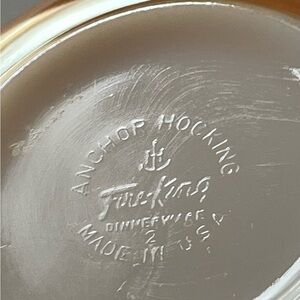 ANCHOR HOCKING
Fire-King
DINNERWARE
2
MADE IN U.S.A.